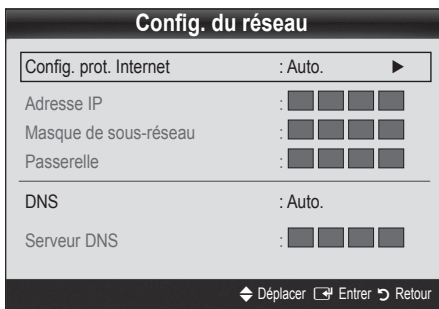 Config. du réseau
Config. prot. Internet : Auto. ►
Adresse IP :
Masque de sous-réseau :
Passerelle :
DNS : Auto.
Serveur DNS :
Déplacer Entrer Retour